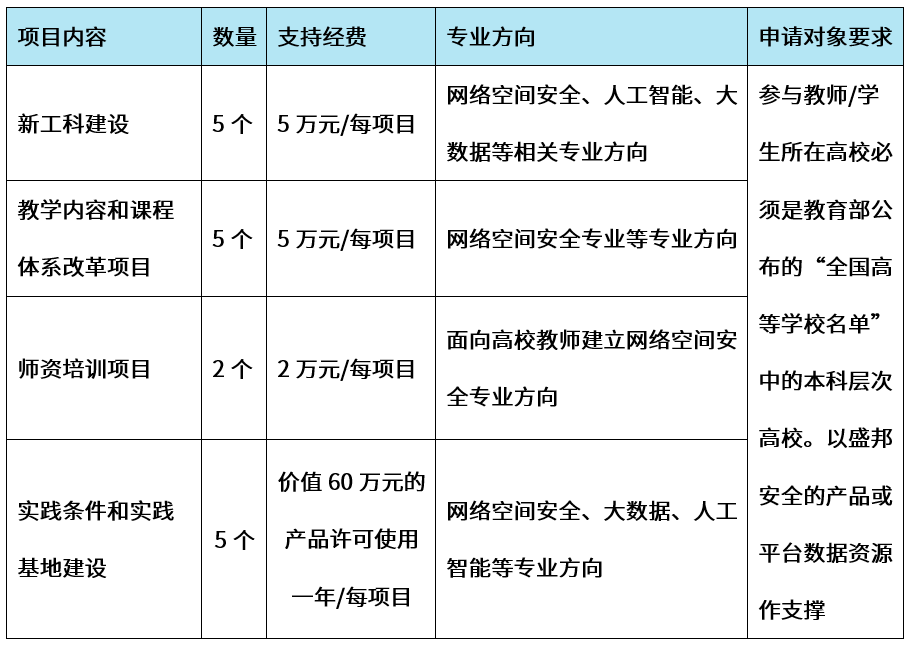 项目内容
数量
支持经费
专业方向
申请对象要求
新工科建设
5 个
5 万元/每项目
网络空间安全、人工智能、大
数据等相关专业方向
教学内容和课程
体系改革项目
5 个
5 万元/每项目
网络空间安全专业等专业方向
师资培训项目
2 个
2 万元/每项目
面向高校教师建立网络空间安
全专业方向
实践条件和实践
基地建设
5 个
价值 60 万元的
产品许可使用
一年/每项目
网络空间安全、大数据、人工
智能等专业方向
参与教师/学
生所在高校必
须是教育部公
布的“全国高
等学校名单”
中的本科层次
高校。以盛邦
安全的产品或
平台数据资源
作支撑